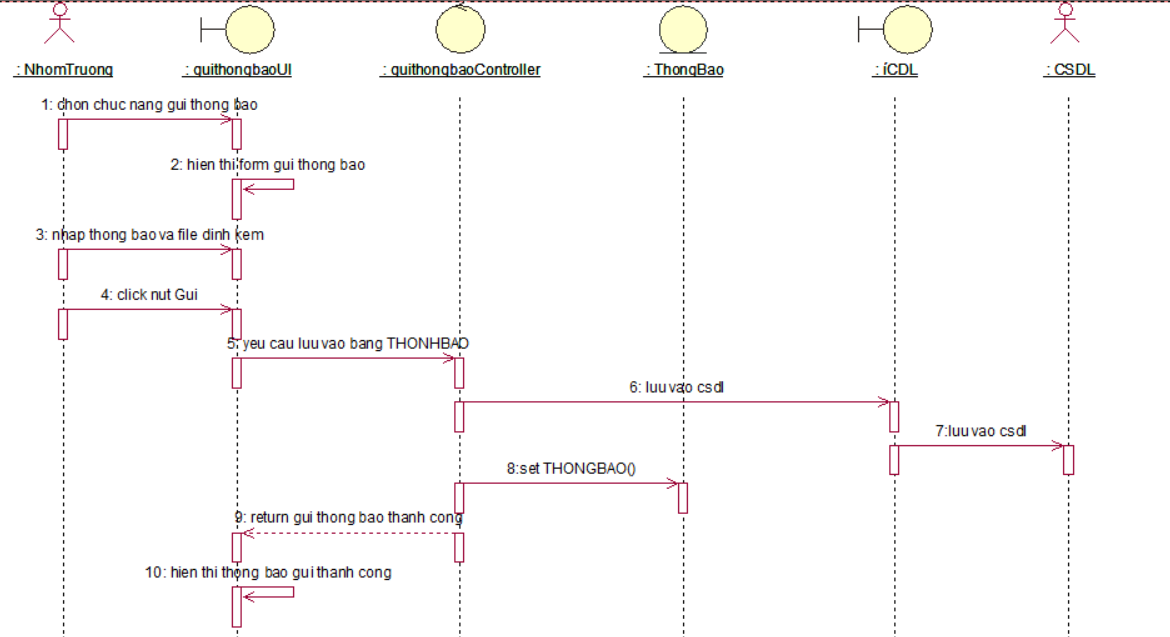 : NhomTruong
: guithongbaoUI
: guithongbaoController
: ThongBao
: iCDL
: CSDL
1: chon chuc nang gui thong bao
2: hien thi form gui thong bao
3: nhap thong bao va file dinh kem
4: click nut Gui
5: yeu cau luu vao bang THONHBAO
6: luu vao csdl
7:luu vao csdl
8:set THONGBAO()
9: return gui thong bao thanh cong
10: hien thi thong bao gui thanh cong